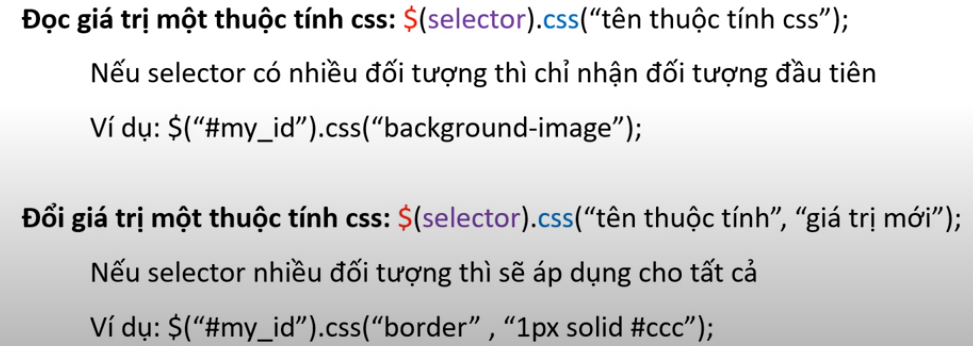 Đọc giá trị một thuộc tính css: $(selector).css(“tên thuộc tính css”);
Nếu selector có nhiều đối tượng thì chỉ nhận đối tượng đầu tiên
Ví dụ: $(“#my_id”).css(“background-image”);
Đổi giá trị một thuộc tính css: $(selector).css(“tên thuộc tính”, “giá trị mới”);
Nếu selector nhiều đối tượng thì sẽ áp dụng cho tất cả
Ví dụ: $(“#my_id”).css(“border” , “1px solid #ccc”);